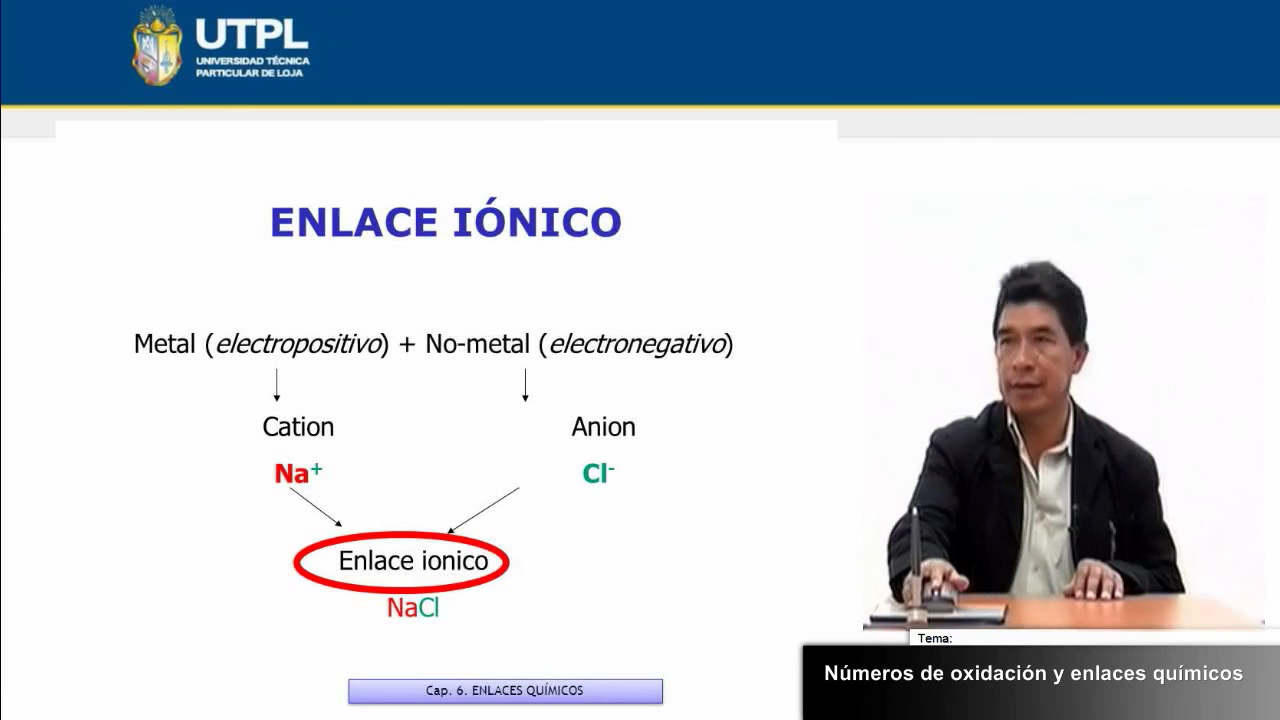 UTPL
UNIVERSIDAD TÉCNICA
PARTICULAR DE LOJA
ENLACE IÓNICO
Metal (electropositivo) + No-metal (electronegativo)
Cation Anion
Na⁺ Cl⁻
Enlace ionico
NaCl
Cap. 6. ENLACES QUÍMICOS
Tema:
Números de oxidación y enlaces químicos